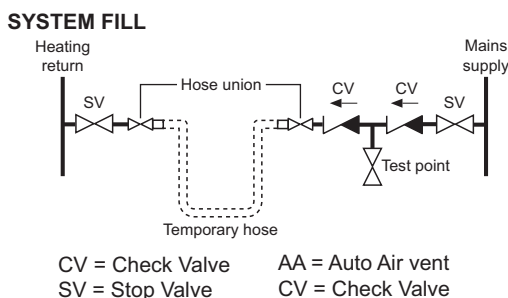 SYSTEM FILL
Heating
return
Mains
supply
Hose union
CV
CV
SV
SV
Test point
Temporary hose
CV = Check Valve
AA = Auto Air vent
SV = Stop Valve
CV = Check Valve